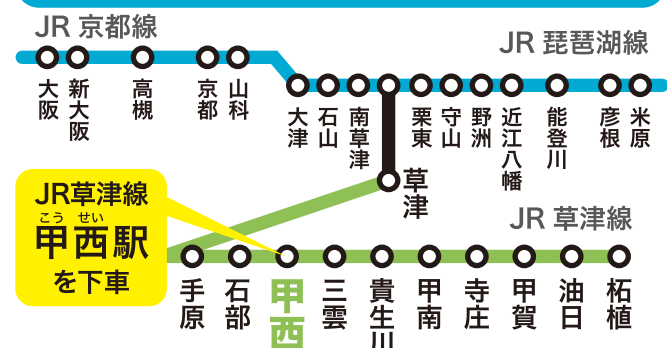 JR 京都線
JR 琵琶湖線
大阪
新大阪
高槻
京都
山科
大津
石山
南草津
栗東
守山
野洲
近江八幡
能登川
彦根
米原
草津
JR草津線
こう せい
甲西駅
を下車
JR 草津線
手原
石部
甲西
三雲
貴生川
甲南
寺庄
甲賀
油日
柘植